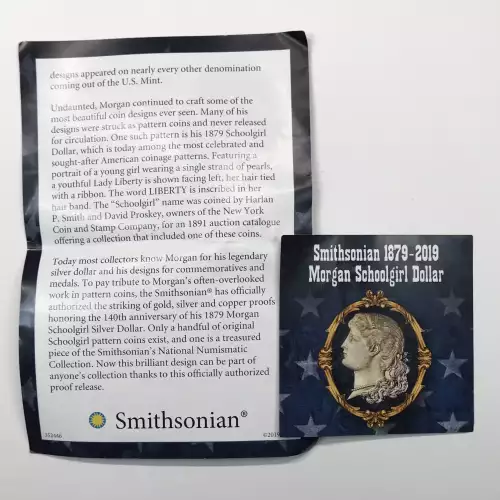 designs appeared on nearly every other denomination
coming out of the U.S. Mint.
Undaunted, Morgan continued to craft some of the
most beautiful coin designs ever seen. Many of his
designs were struck as pattern coins and never released
for circulation. One such pattern is his 1879 Schoolgirl
Dollar, which is today among the most celebrated and
sought-after American coinage patterns. Featuring a
portrait of a young girl wearing a single strand of pearls,
a youthful Lady Liberty is shown facing left, her hair tied
with a ribbon. The word LIBERTY is inscribed in her
hair band. The "Schoolgirl" name was coined by Harlan
P. Smith and David Proskey, owners of the New York
Coin and Stamp Company, for an 1891 auction catalogue
offering a collection that included one of these coins.
Today most collectors know Morgan for his legendary
silver dollar and his designs for commemoratives and
medals. To pay tribute to Morgan's often-overlooked
work in pattern coins, the Smithsonian® has officially
authorized the striking of gold, silver and copper proofs
honoring the 140th anniversary of his 1879 Morgan
Schoolgirl Silver Dollar. Only a handful of original
Schoolgirl pattern coins exist, and one is a treasured
piece of the Smithsonian's National Numismatic
Collection. Now this brilliant design can be part of
anyone's collection thanks to this officially authorized
proof release.
Smithsonian®
©2019
Smithsonian 1879-2019
Morgan Schoolgirl Dollar